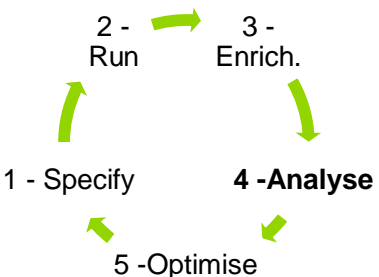 2 -
Run
3 -
Enrich.
1 - Specify
4 -Analyse
5 -Optimise